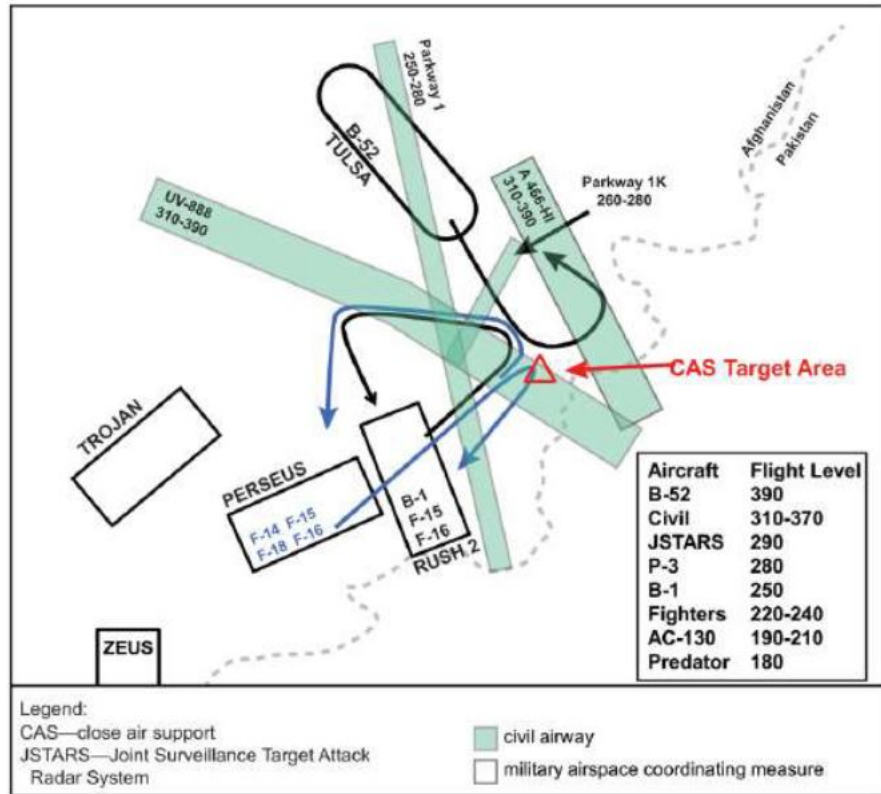 Parkway 1
250-280
B-52
TULSA
Afghanistan
Pakistan
A 466-HI
310-390
Parkway 1K
260-280
UV-888
310-390
CAS Target Area
TROJAN
PERSEUS
F-14 F-15
F-18 F-16
B-1
F-15
F-16
RUSH 2
ZEUS
Aircraft Flight Level
B-52 390
Civil 310-370
JSTARS 290
P-3 280
B-1 250
Fighters 220-240
AC-130 190-210
Predator 180
Legend:
CAS—close air support
JSTARS—Joint Surveillance Target Attack
Radar System
civil airway
military airspace coordinating measure